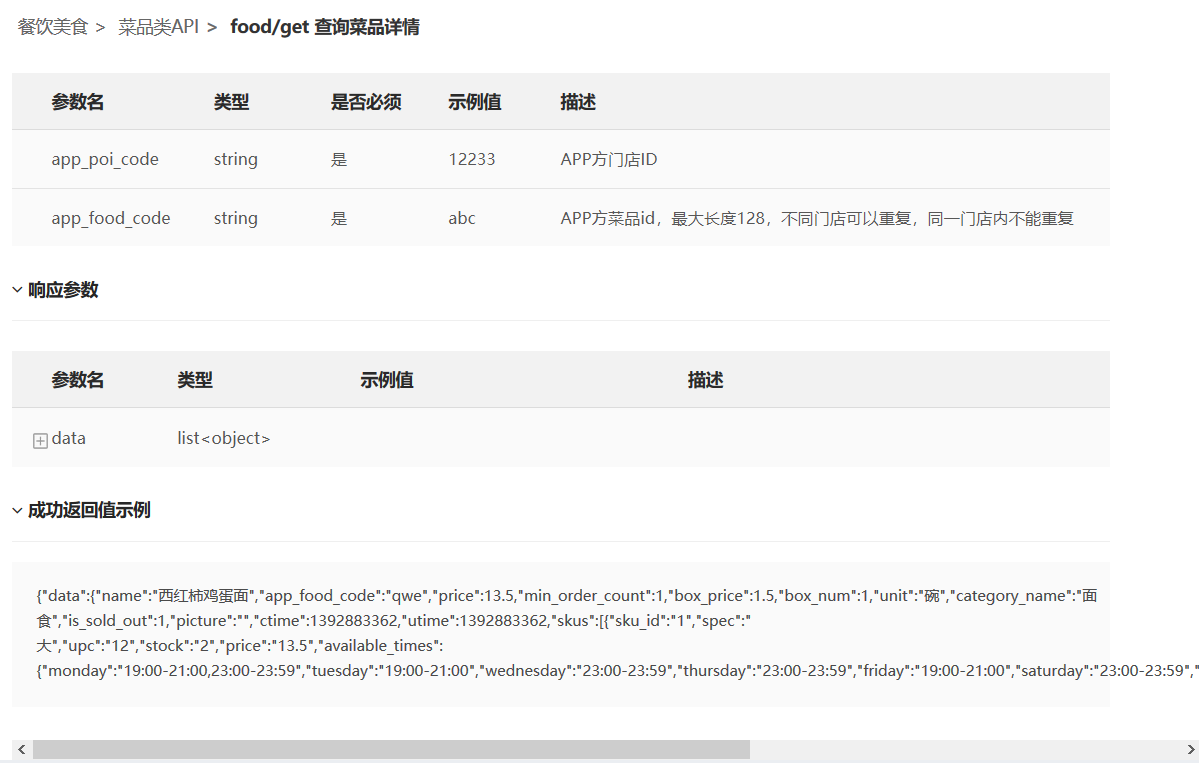 餐饮美食 > 菜品类API > food/get 查询菜品详情
参数名 类型 是否必须 示例值 描述
app_poi_code string 是 12233 APP方门店ID
app_food_code string 是 abc APP方菜品id，最大长度128，不同门店可以重复，同一门店内不能重复
响应参数
参数名 类型 示例值 描述
data list<object>
成功返回值示例
{"data":{"name":"西红柿鸡蛋面","app_food_code":"qwe","price":13.5,"min_order_count":1,"box_price":1.5,"box_num":1,"unit":"碗","category_name":"面
食","is_sold_out":1,"picture":"","ctime":1392883362,"utime":1392883362,"skus":[{"sku_id":"1","spec":"
大","upc":"12","stock":"2","price":"13.5","available_times":
{"monday":"19:00-21:00,23:00-23:59","tuesday":"19:00-21:00","wednesday":"23:00-23:59","thursday":"23:00-23:59","friday":"19:00-21:00","saturday":"23:00-23:59","